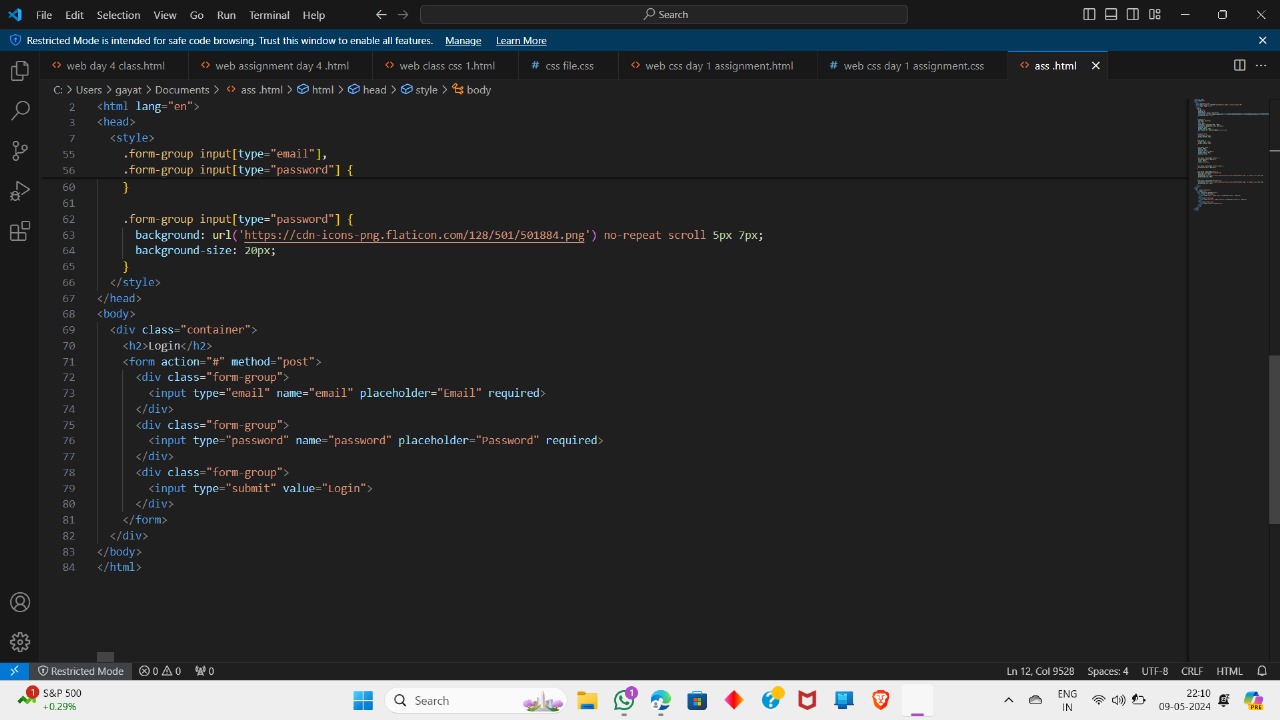 File Edit Selection View Go Run Terminal Help Search
Restricted Mode is intended for safe code browsing. Trust this window to enable all features. Manage Learn More
web day 4 class.html web assignment day 4 .html web class css 1.html # css file.css web css day 1 assignment.html # web css day 1 assignment.css ass .html
C: > Users > gayat > Documents > ass .html > html > head > style > body
2 <html lang="en">
3 <head>
7 <style>
55 .form-group input[type="email"],
56 .form-group input[type="password"] {
60 }
61
62 .form-group input[type="password"] {
63 background: url('https://cdn-icons-png.flaticon.com/128/501/501884.png') no-repeat scroll 5px 7px;
64 background-size: 20px;
65 }
66 </style>
67 </head>
68 <body>
69 <div class="container">
70 <h2>Login</h2>
71 <form action="#" method="post">
72 <div class="form-group">
73 <input type="email" name="email" placeholder="Email" required>
74 </div>
75 <div class="form-group">
76 <input type="password" name="password" placeholder="Password" required>
77 </div>
78 <div class="form-group">
79 <input type="submit" value="Login">
80 </div>
81 </form>
82 </div>
83 </body>
84 </html>
Restricted Mode 0 0 0 Ln 12, Col 9528 Spaces: 4 UTF-8 CRLF HTML
1 S&P 500 +0.29% Search 1 ENG IN 22:10 09-05-2024 PRE